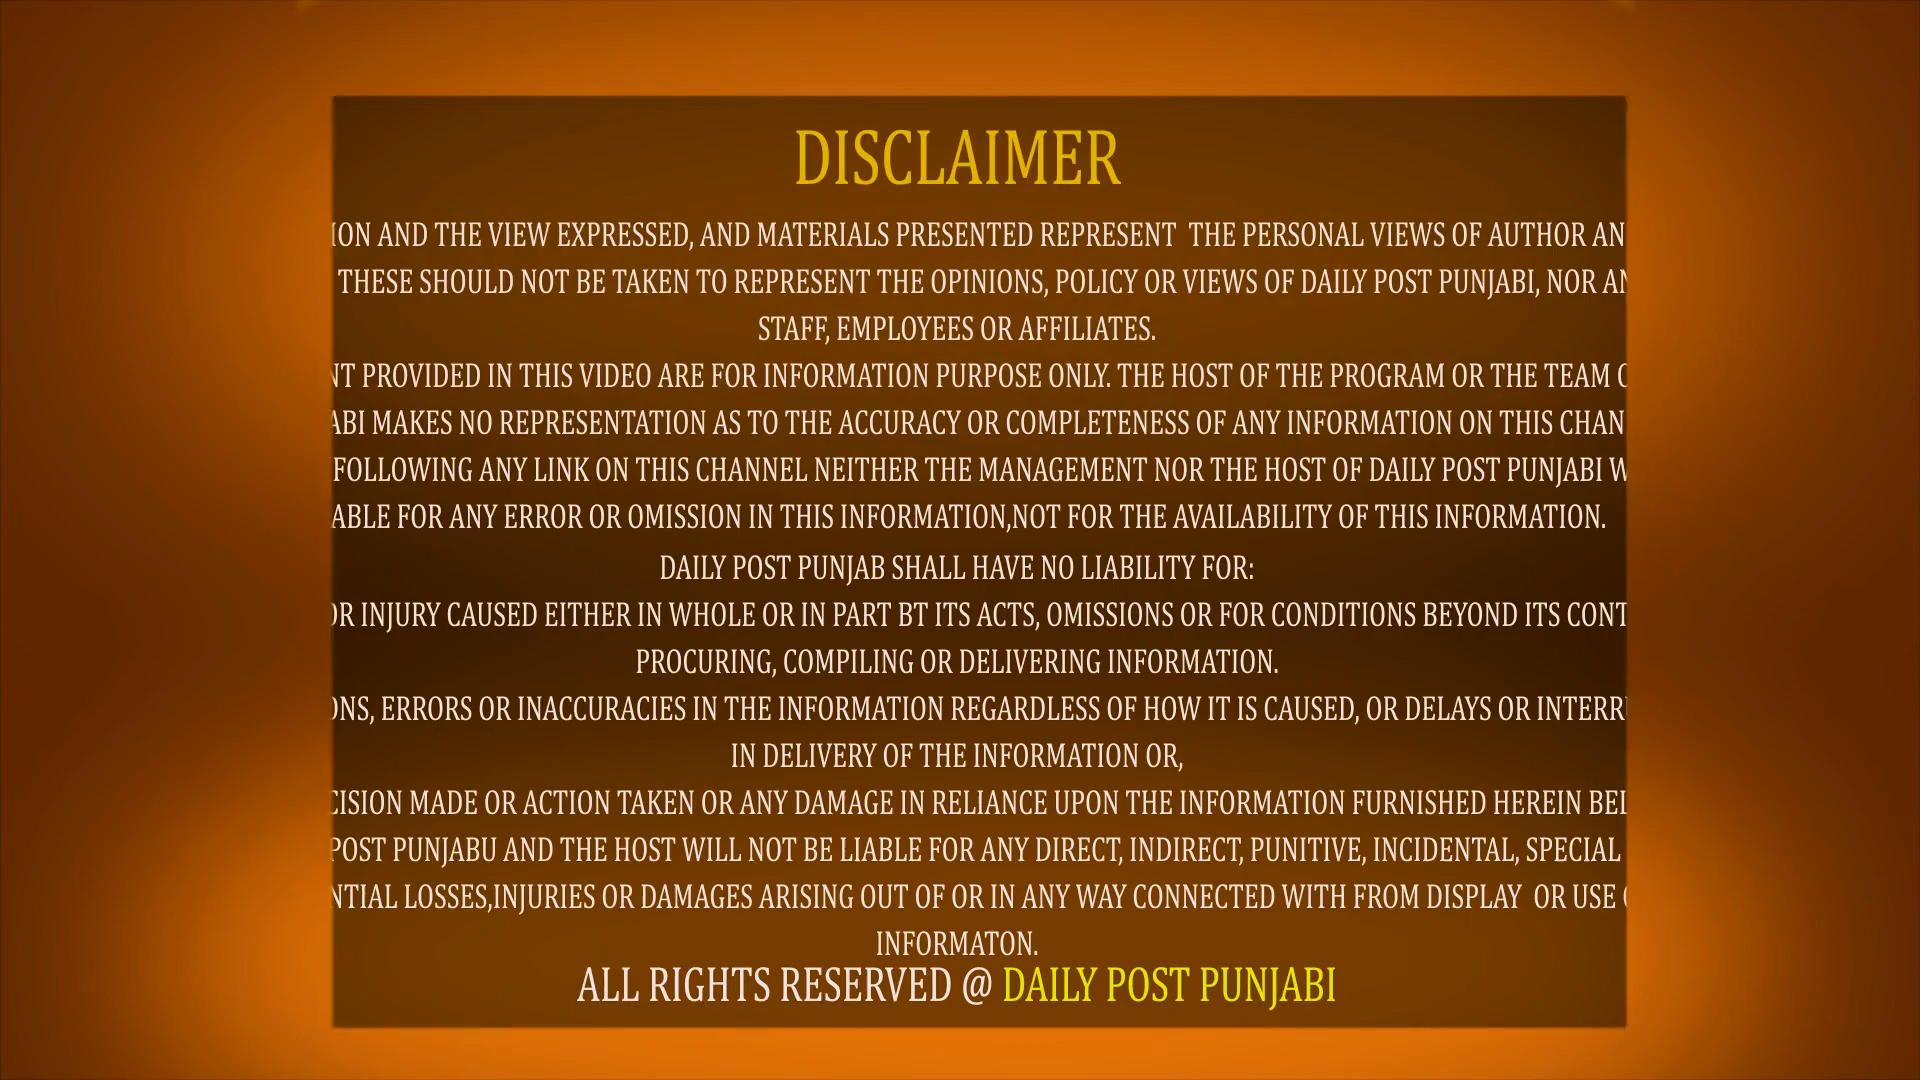 DISCLAIMER
ION AND THE VIEW EXPRESSED, AND MATERIALS PRESENTED REPRESENT THE PERSONAL VIEWS OF AUTHOR AN
THESE SHOULD NOT BE TAKEN TO REPRESENT THE OPINIONS, POLICY OR VIEWS OF DAILY POST PUNJABI, NOR AN
STAFF, EMPLOYEES OR AFFILIATES.
NT PROVIDED IN THIS VIDEO ARE FOR INFORMATION PURPOSE ONLY. THE HOST OF THE PROGRAM OR THE TEAM
ABI MAKES NO REPRESENTATION AS TO THE ACCURACY OR COMPLETENESS OF ANY INFORMATION ON THIS CHAN
FOLLOWING ANY LINK ON THIS CHANNEL NEITHER THE MANAGEMENT NOR THE HOST OF DAILY POST PUNJABI W
ABLE FOR ANY ERROR OR OMISSION IN THIS INFORMATION,NOT FOR THE AVAILABILITY OF THIS INFORMATION.
DAILY POST PUNJAB SHALL HAVE NO LIABILITY FOR:
OR INJURY CAUSED EITHER IN WHOLE OR IN PART BT ITS ACTS, OMISSIONS OR FOR CONDITIONS BEYOND ITS CONT
PROCURING, COMPILING OR DELIVERING INFORMATION.
ONS, ERRORS OR INACCURACIES IN THE INFORMATION REGARDLESS OF HOW IT IS CAUSED, OR DELAYS OR INTERR
IN DELIVERY OF THE INFORMATION OR,
CISION MADE OR ACTION TAKEN OR ANY DAMAGE IN RELIANCE UPON THE INFORMATION FURNISHED HEREIN BEL
POST PUNJABU AND THE HOST WILL NOT BE LIABLE FOR ANY DIRECT, INDIRECT, PUNITIVE, INCIDENTAL, SPECIAL
NTIAL LOSSES,INJURIES OR DAMAGES ARISING OUT OF OR IN ANY WAY CONNECTED WITH FROM DISPLAY OR USE
INFORMATON.
ALL RIGHTS RESERVED @ DAILY POST PUNJABI